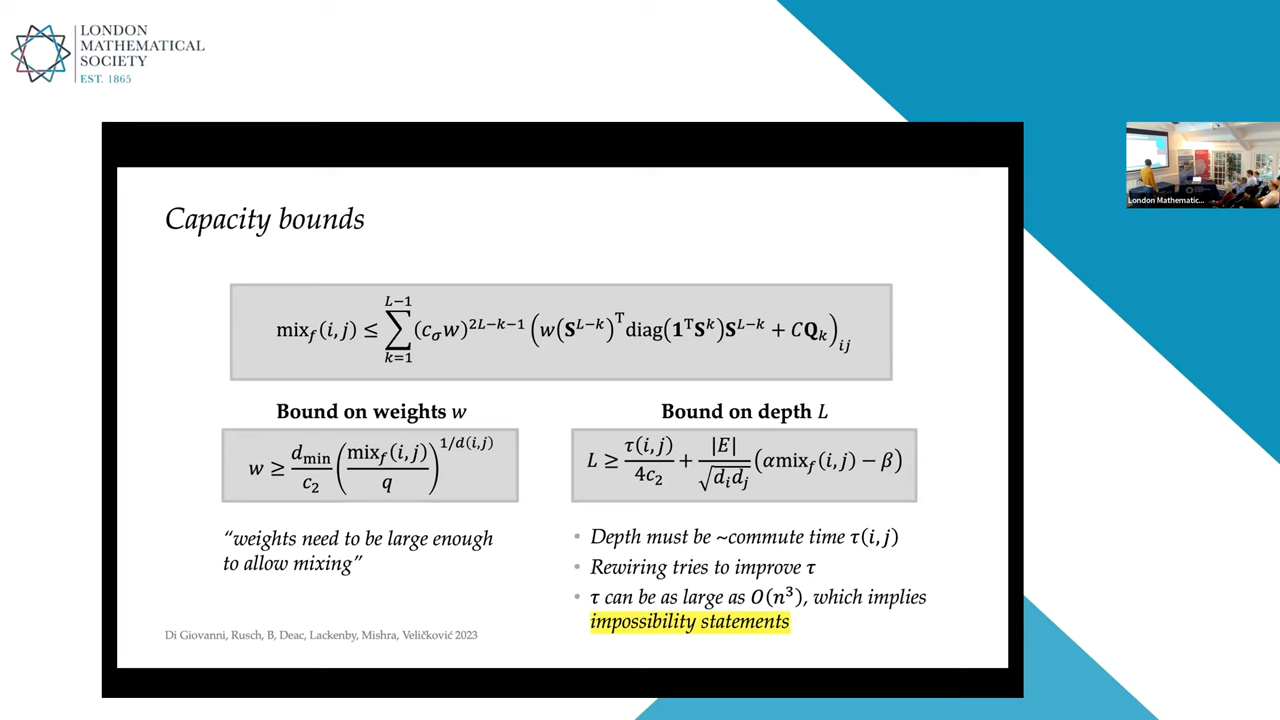 LONDON
MATHEMATICAL
SOCIETY
EST. 1865
London Mathematic...
Capacity bounds
mix_f(i, j) ≤ ∑_{k=1}^{L−1} (c_σ w)^{2L−k−1} (w(𝐒^{L−k})^T diag(𝟏^T 𝐒^k) 𝐒^{L−k} + C𝐐_k)_{ij}
Bound on weights w
w ≥ d_min/c_2 (mix_f(i, j)/q)^{1/d(i,j)}
“weights need to be large enough
to allow mixing”
Bound on depth L
L ≥ τ(i, j)/4c_2 + |E|/√(d_i d_j) (αmix_f(i, j) − β)
• Depth must be ~commute time τ(i, j)
• Rewiring tries to improve τ
• τ can be as large as O(n³), which implies
impossibility statements
Di Giovanni, Rusch, B, Deac, Lackenby, Mishra, Veličković 2023